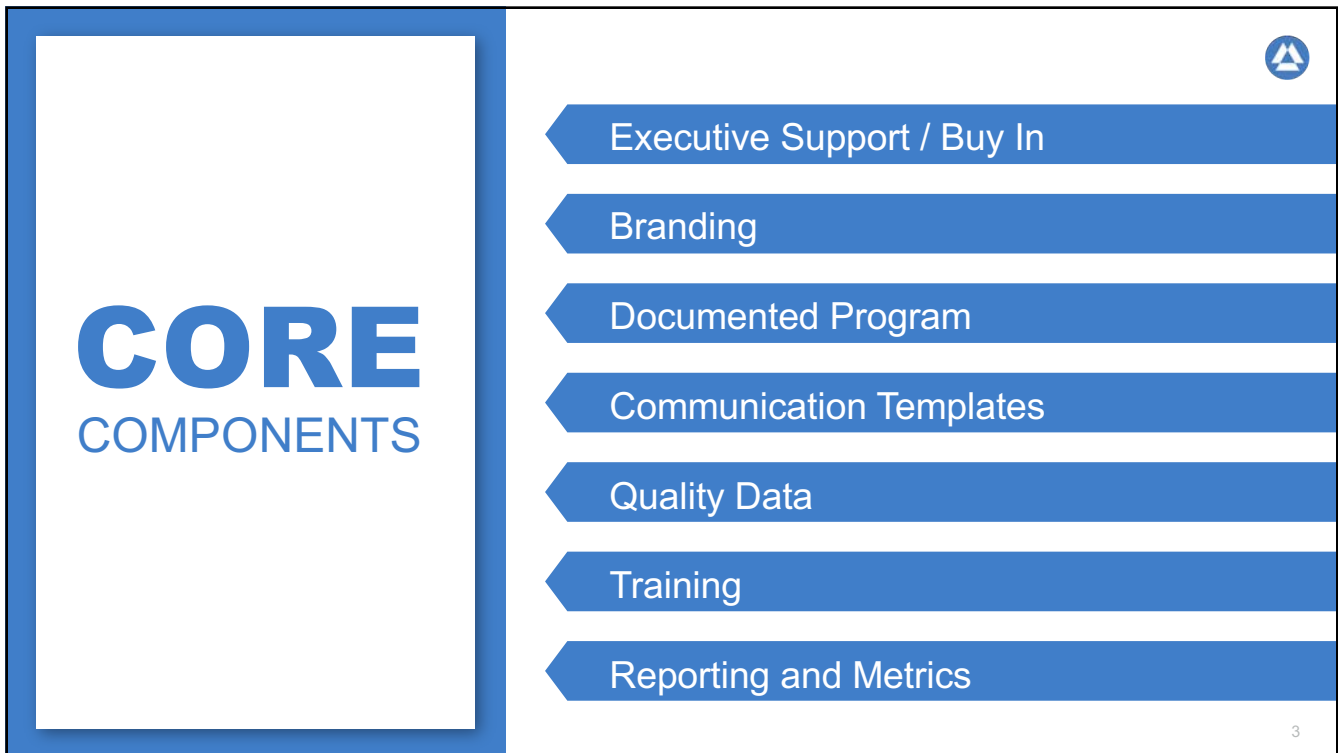 CORE
COMPONENTS
Executive Support / Buy In
Branding
Documented Program
Communication Templates
Quality Data
Training
Reporting and Metrics
3